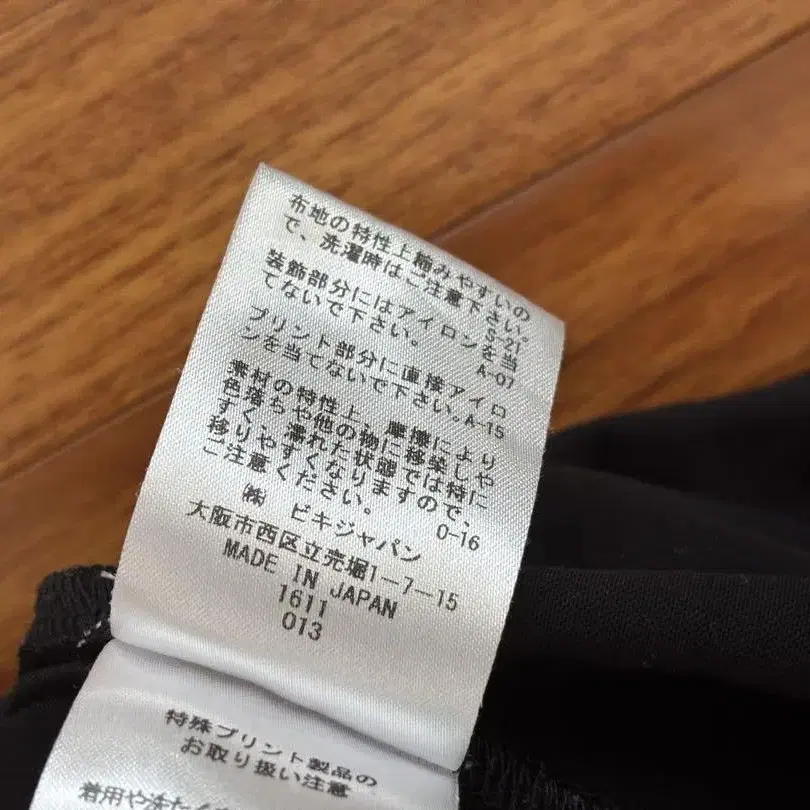 布地の特性上縮みやすいの
で、洗濯時はご注意下さい。
S-21
装飾部分にはアイロンを当
てないで下さい。
A-07
プリント部分に直接アイロ
ンを当てないで下さい。A-15
素材の特性上、摩擦により
色落ちや他の物に移染しや
すく、濡れた状態では特に
移りやすくなりますので、
ご注意ください。
0-16
㈱ ビキジャパン
大阪市西区立売堀1-7-15
MADE IN JAPAN
1611
013
特殊プリント製品の
お取り扱い注意
着用や洗たく